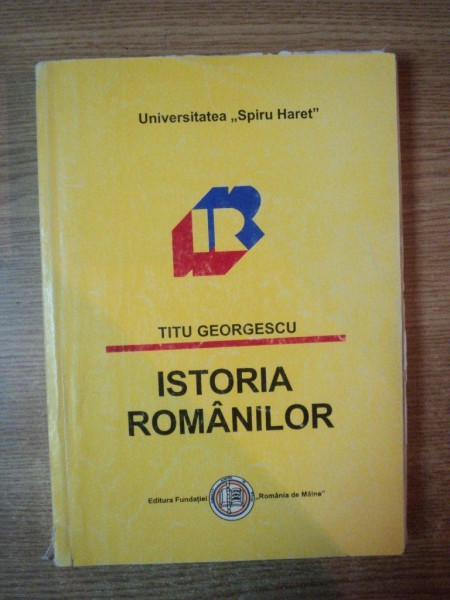 Universitatea „Spiru Haret”
TITU GEORGESCU
ISTORIA
ROMÂNILOR
Editura Fundației „România de Mâine”